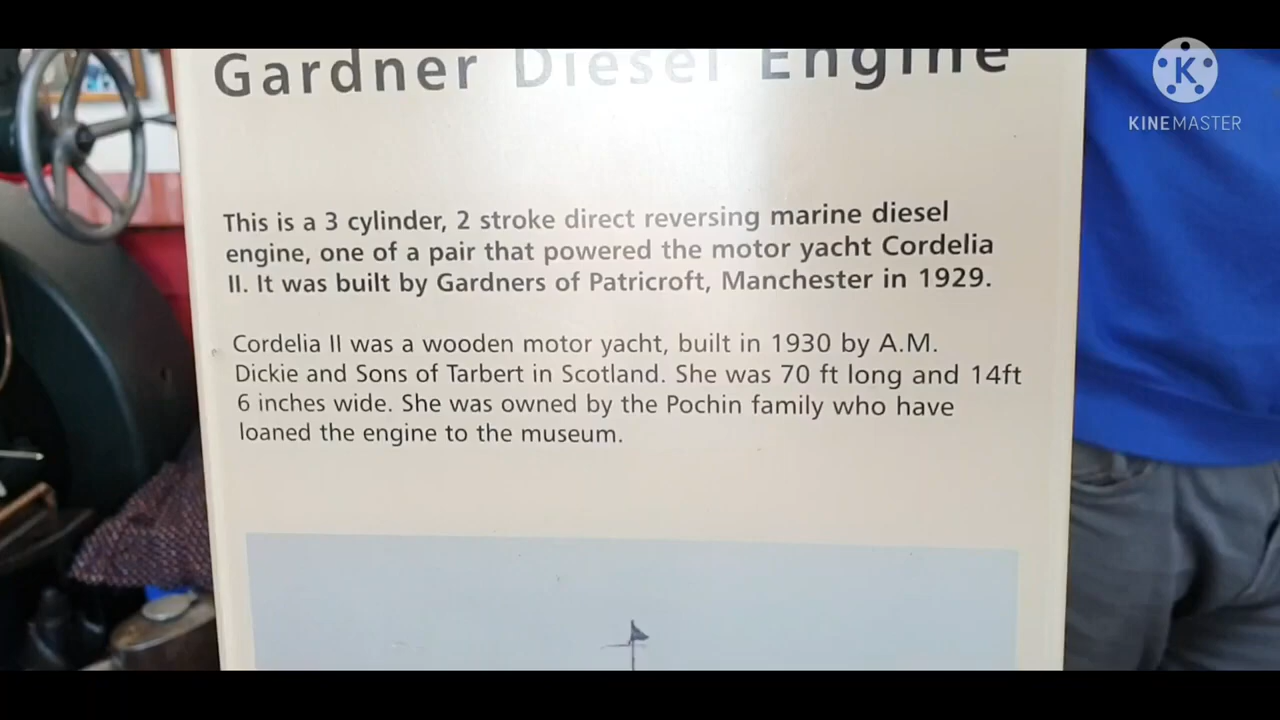 Gardner Diesel Engine
KINEMASTER
This is a 3 cylinder, 2 stroke direct reversing marine diesel
engine, one of a pair that powered the motor yacht Cordelia
II. It was built by Gardners of Patricroft, Manchester in 1929.
Cordelia II was a wooden motor yacht, built in 1930 by A.M.
Dickie and Sons of Tarbert in Scotland. She was 70 ft long and 14ft
6 inches wide. She was owned by the Pochin family who have
loaned the engine to the museum.